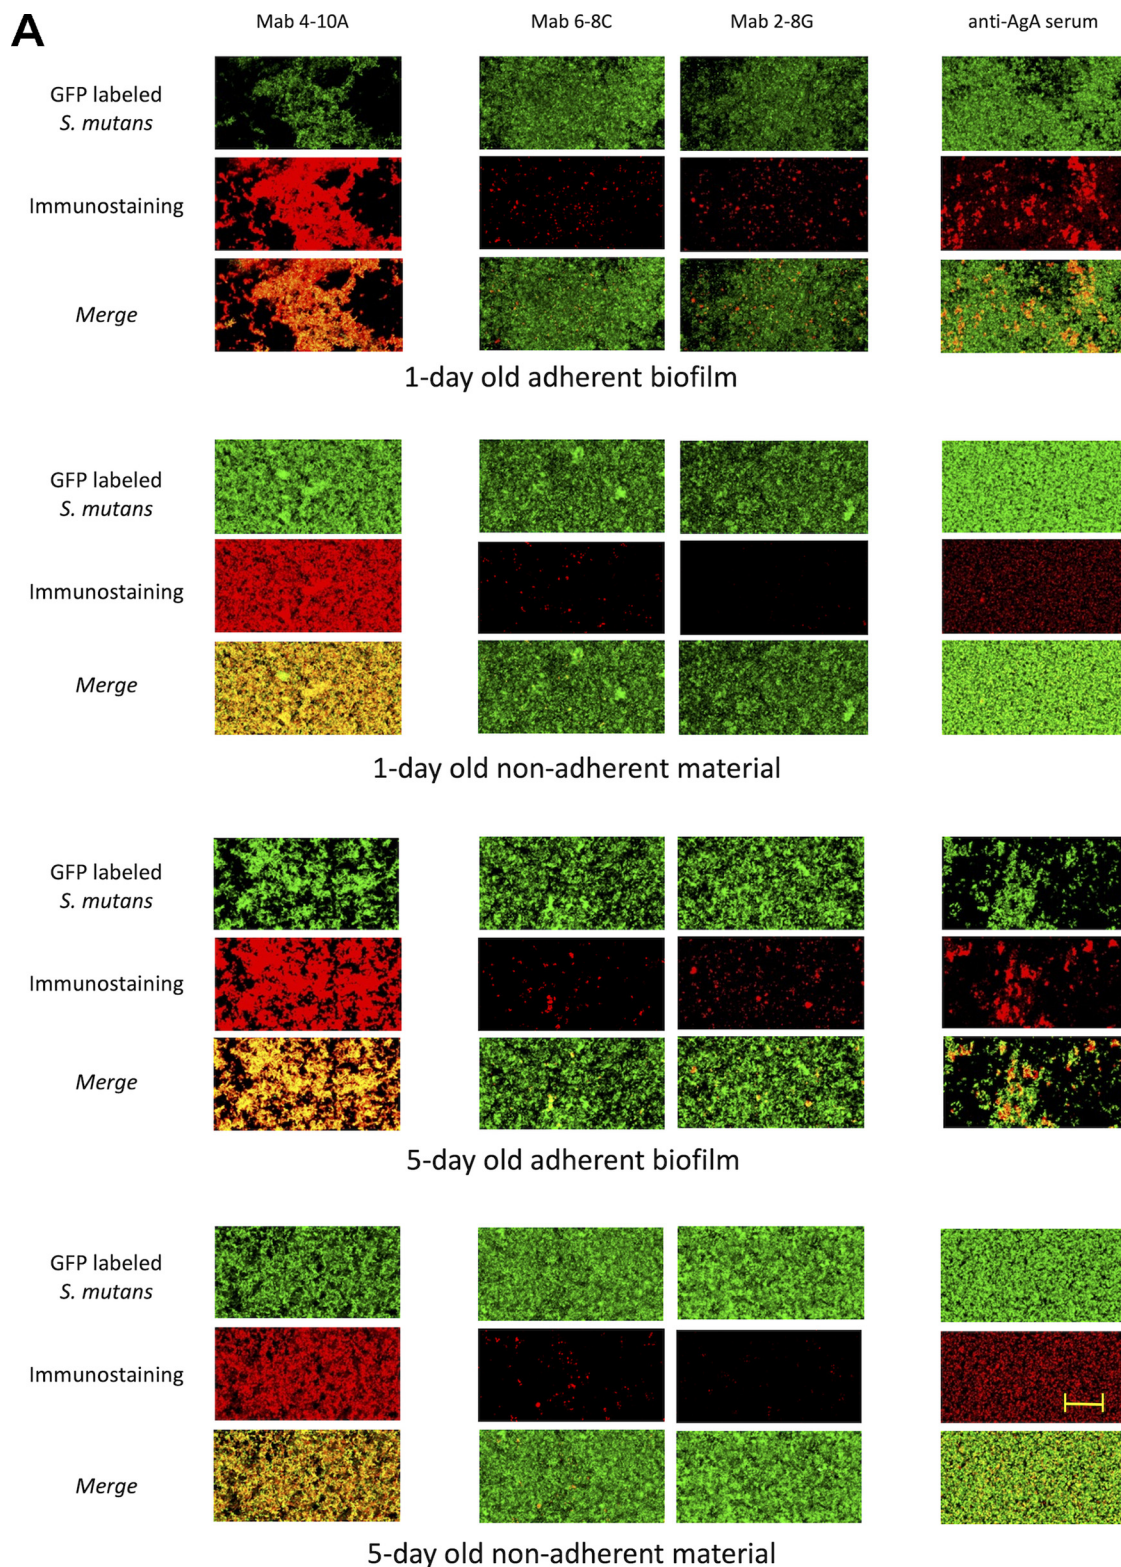 A
Mab 4-10A Mab 6-8C Mab 2-8G anti-AgA serum
GFP labeled
S. mutans
Immunostaining
Merge
1-day old adherent biofilm
GFP labeled
S. mutans
Immunostaining
Merge
1-day old non-adherent material
GFP labeled
S. mutans
Immunostaining
Merge
5-day old adherent biofilm
GFP labeled
S. mutans
Immunostaining
Merge
5-day old non-adherent material